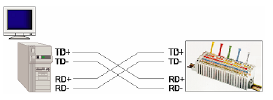 TD+ TD+
TD- TD-
RD+ RD+
RD- RD-